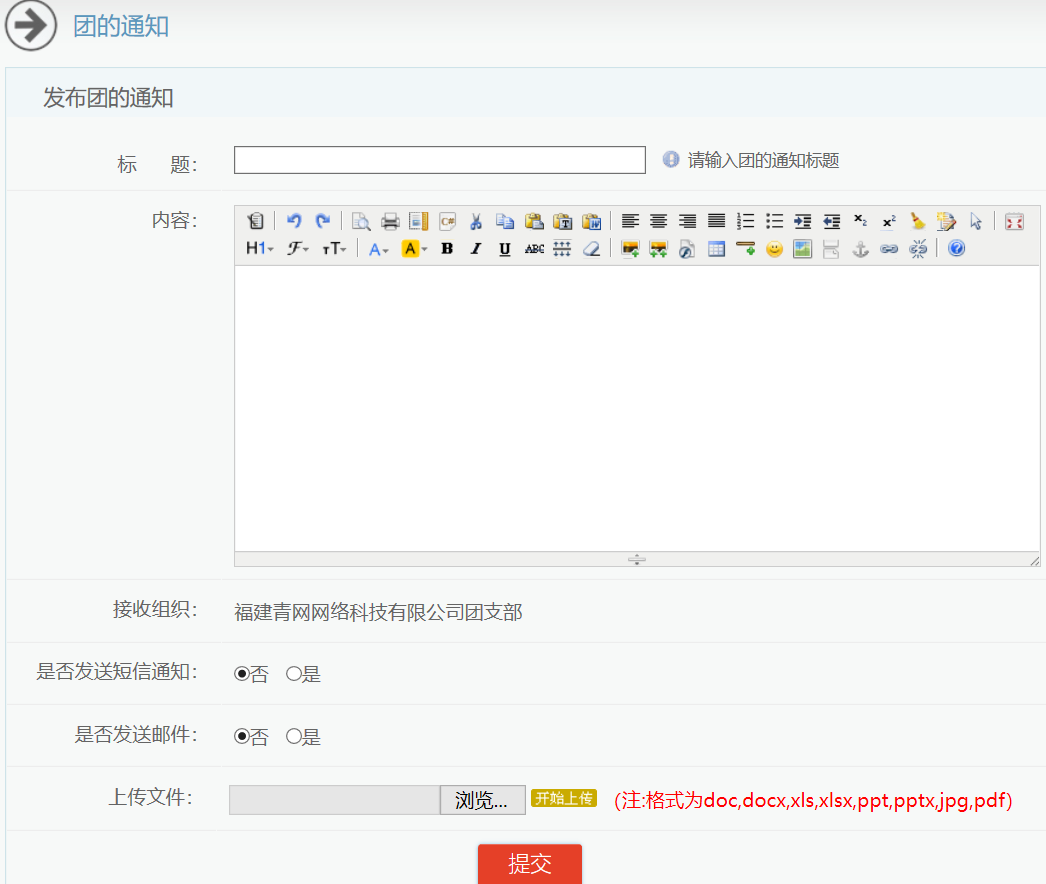 团的通知
发布团的通知
标 题： 请输入团的通知标题
内容：
H1 F TT A A B I U ABC
接收组织： 福建青网网络科技有限公司团支部
是否发送短信通知： 否 是
是否发送邮件： 否 是
上传文件： 浏览... 开始上传 (注:格式为doc,docx,xls,xlsx,ppt,pptx,jpg,pdf)
提交